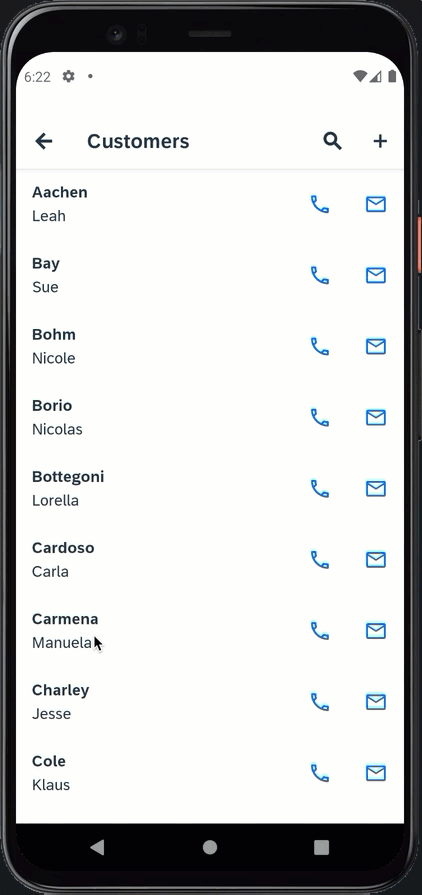 6:22
Customers
Aachen
Leah
Bay
Sue
Bohm
Nicole
Borio
Nicolas
Bottegoni
Lorella
Cardoso
Carla
Carmena
Manuela
Charley
Jesse
Cole
Klaus